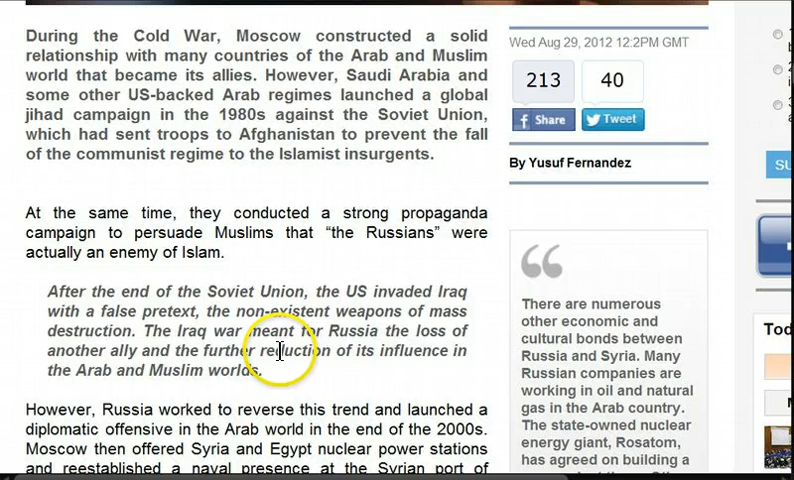 During the Cold War, Moscow constructed a solid
relationship with many countries of the Arab and Muslim
world that became its allies. However, Saudi Arabia and
some other US-backed Arab regimes launched a global
jihad campaign in the 1980s against the Soviet Union,
which had sent troops to Afghanistan to prevent the fall
of the communist regime to the Islamist insurgents.
At the same time, they conducted a strong propaganda
campaign to persuade Muslims that “the Russians” were
actually an enemy of Islam.
After the end of the Soviet Union, the US invaded Iraq
with a false pretext, the non-existent weapons of mass
destruction. The Iraq war meant for Russia the loss of
another ally and the further reduction of its influence in
the Arab and Muslim worlds.
However, Russia worked to reverse this trend and launched a
diplomatic offensive in the Arab world in the end of the 2000s.
Moscow then offered Syria and Egypt nuclear power stations
and reestablished a naval presence at the Syrian port of
Wed Aug 29, 2012 12:2PM GMT
213
40
f Share
Tweet
By Yusuf Fernandez
There are numerous
other economic and
cultural bonds between
Russia and Syria. Many
Russian companies are
working in oil and natural
gas in the Arab country.
The state-owned nuclear
energy giant, Rosatom,
has agreed on building a
SU
Tod